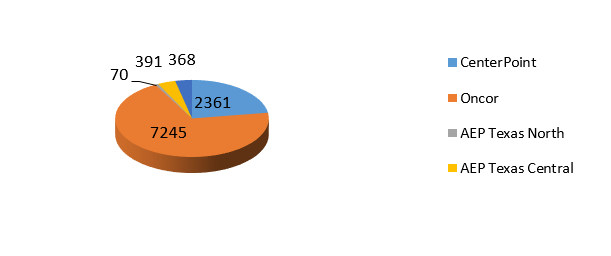 391 368
70
2361
7245
CenterPoint
Oncor
AEP Texas North
AEP Texas Central